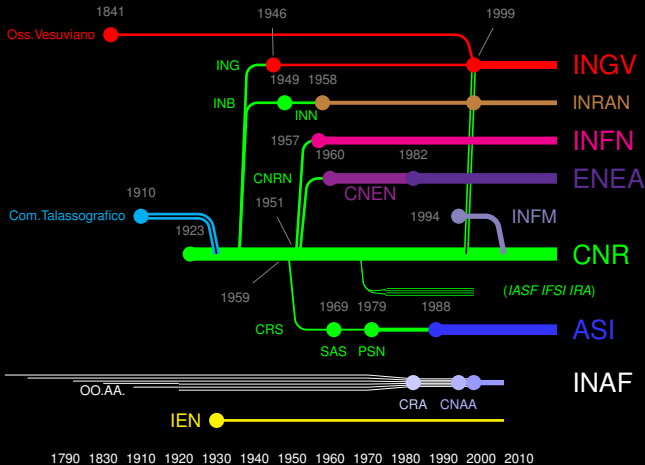 1841
1946
1999
Oss.Vesuviano
ING
INGV
1949
1958
INB
INN
INRAN
1957
INFN
1960
1982
CNRN
CNEN
ENEA
1910
1951
Com.Talassografico
1923
1994
INFM
CNR
1959
(IASF IFSI IRA)
1969
1979
1988
CRS
ASI
SAS
PSN
OO.AA.
INAF
CRA
CNAA
IEN
1790 1830 1910 1920 1930 1940 1950 1960 1970 1980 1990 2000 2010